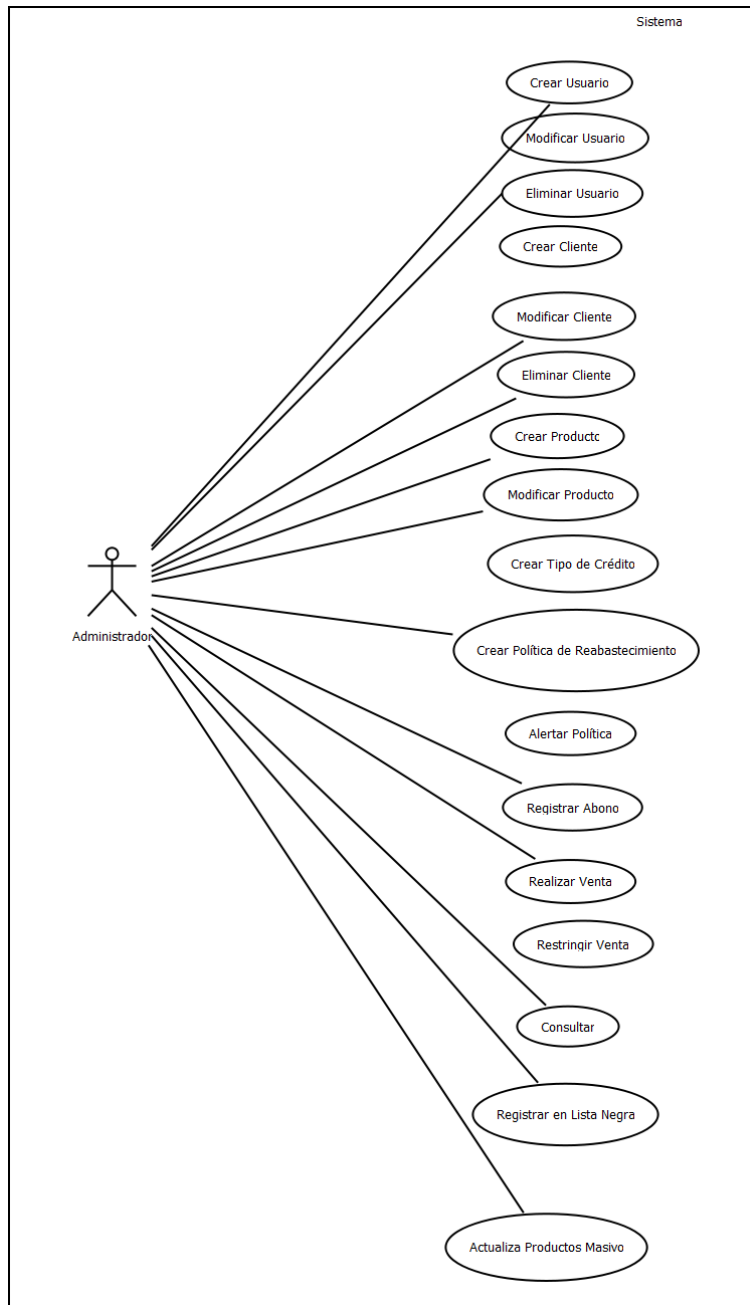 Sistema
Crear Usuario
Modificar Usuario
Eliminar Usuario
Crear Cliente
Modificar Cliente
Eliminar Cliente
Crear Producto
Modificar Producto
Crear Tipo de Crédito
Administrador
Crear Política de Reabastecimiento
Alertar Política
Registrar Abono
Realizar Venta
Restringir Venta
Consultar
Registrar en Lista Negra
Actualiza Productos Masivo